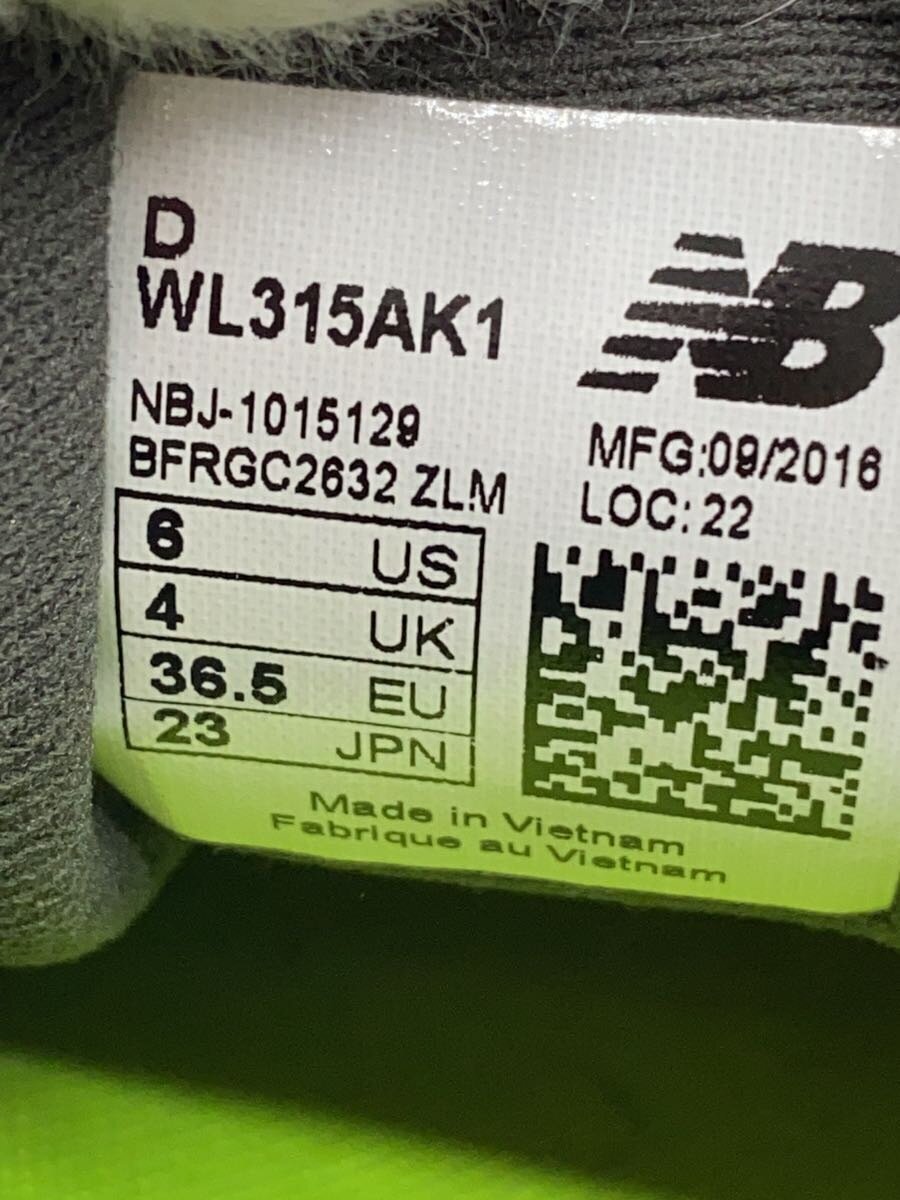 D
WL315AK1
NB
NBJ-1015129
BFRGC2632 ZLM
MFG:09/2016
LOC:22
6 US
4 UK
36.5 EU
23 JPN
Made in Vietnam
Fabrique au Vietnam